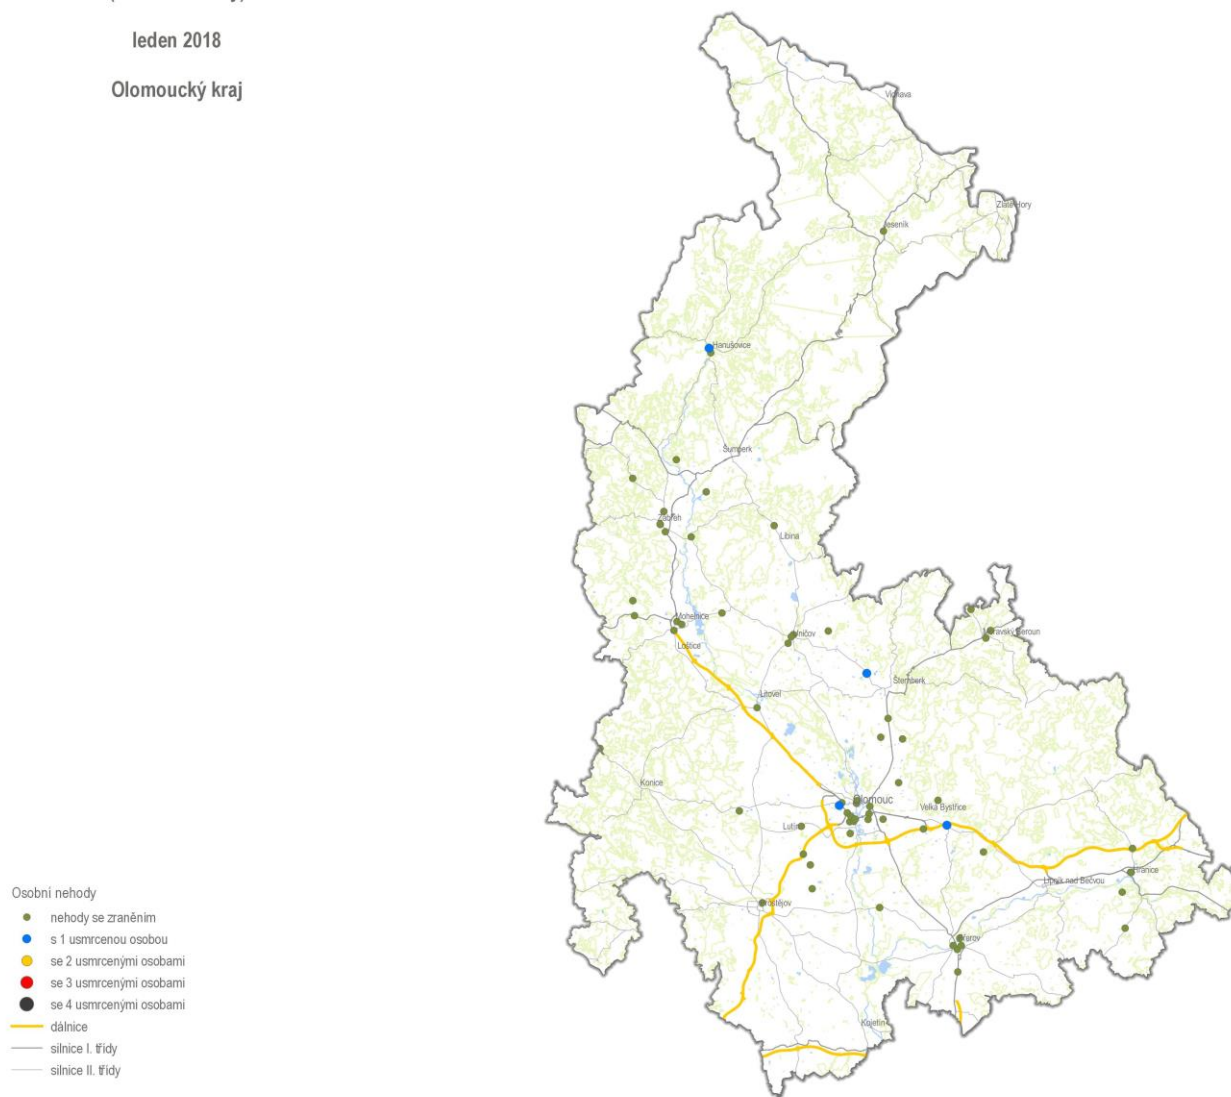 leden 2018
Olomoucký kraj
Vidnava
Zlaté Hory
Jeseník
Hanušovice
Šumperk
Zábřeh
Libina
Mohelnice
Uničov
Moravský Beroun
Loštice
Šternberk
Litovel
Konice
Olomouc
Velká Bystřice
Lutín
Hranice
Lipník nad Bečvou
Prostějov
Přerov
Kojetín
Osobní nehody
nehody se zraněním
s 1 usmrcenou osobou
se 2 usmrcenými osobami
se 3 usmrcenými osobami
se 4 usmrcenými osobami
dálnice
silnice I. třídy
silnice II. třídy